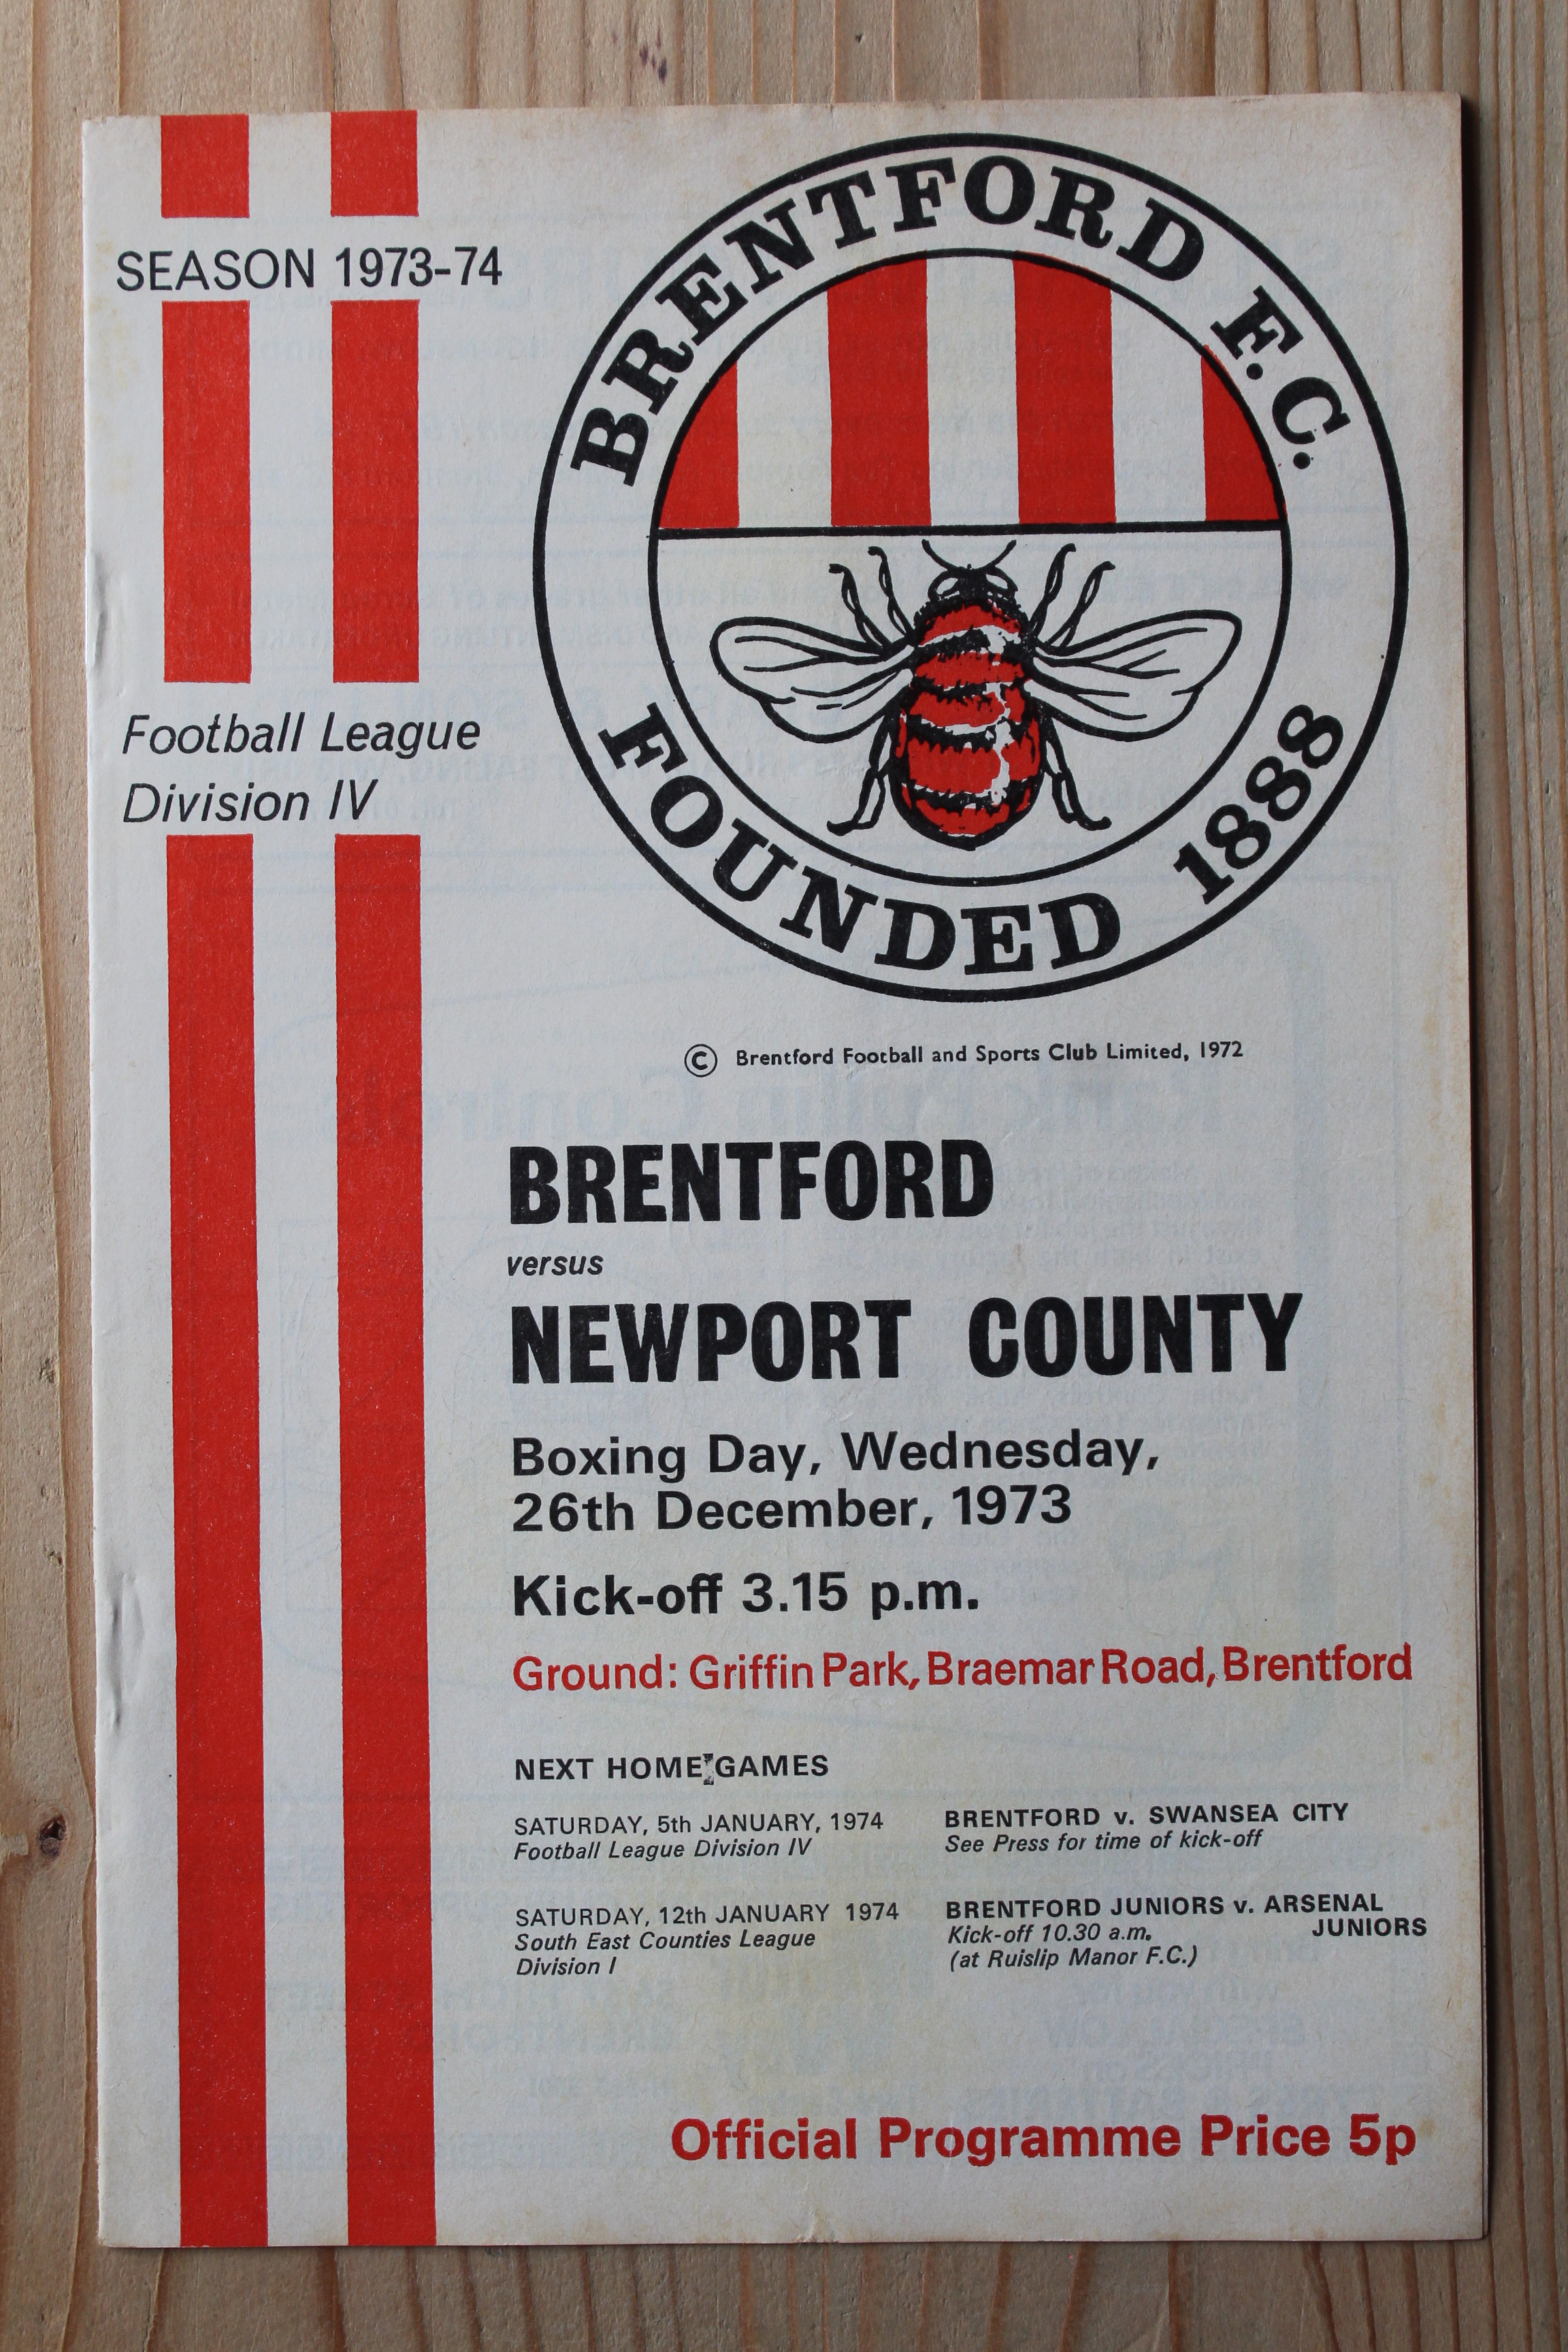 SEASON 1973-74
BRENTFORD F.C.
FOUNDED 1888
Football League
Division IV
© Brentford Football and Sports Club Limited, 1972
BRENTFORD
versus
NEWPORT COUNTY
Boxing Day, Wednesday,
26th December, 1973
Kick-off 3.15 p.m.
Ground: Griffin Park, Braemar Road, Brentford
NEXT HOME GAMES
SATURDAY, 5th JANUARY, 1974
Football League Division IV
BRENTFORD v. SWANSEA CITY
See Press for time of kick-off
SATURDAY, 12th JANUARY 1974
South East Counties League
Division I
BRENTFORD JUNIORS v. ARSENAL
JUNIORS
Kick-off 10.30 a.m.
(at Ruislip Manor F.C.)
Official Programme Price 5p